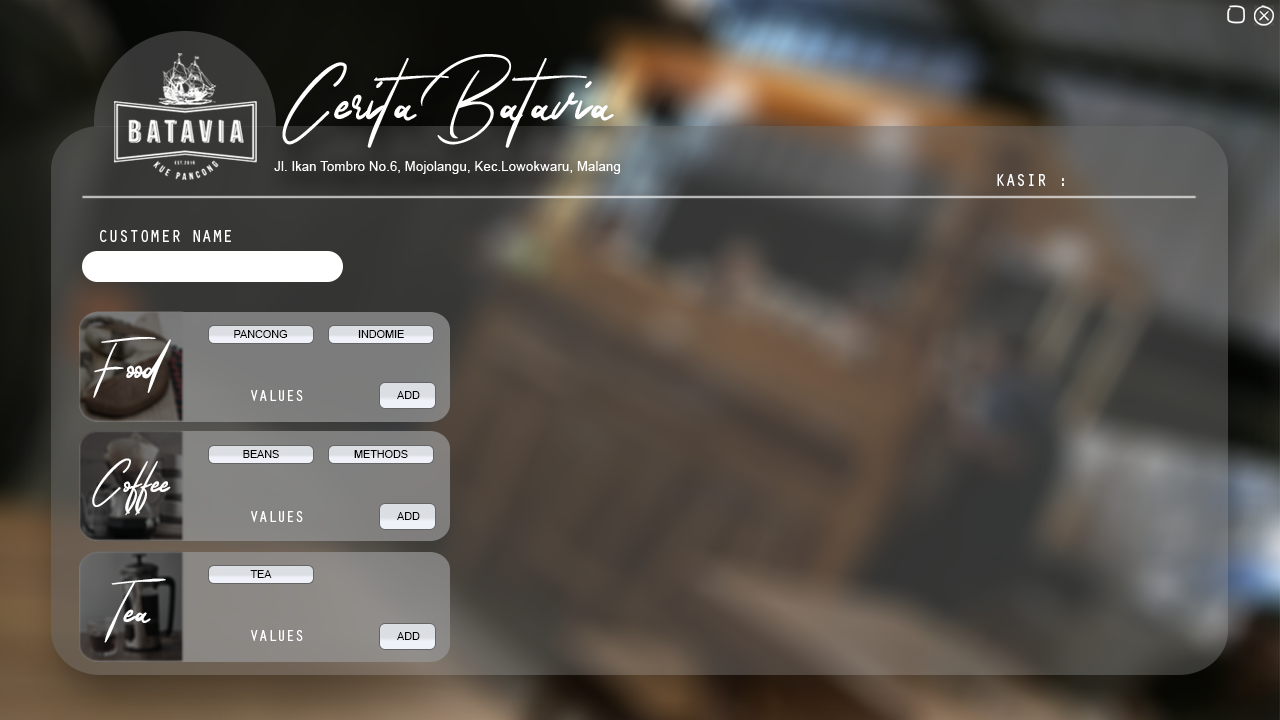 Cerita Batavia
BATAVIA
EST 2018
KUE PANCONG
Jl. Ikan Tombro No.6, Mojolangu, Kec.Lowokwaru, Malang
KASIR :
CUSTOMER NAME
Food
PANCONG INDOMIE
VALUES ADD
Coffee
BEANS METHODS
VALUES ADD
Tea
TEA
VALUES ADD